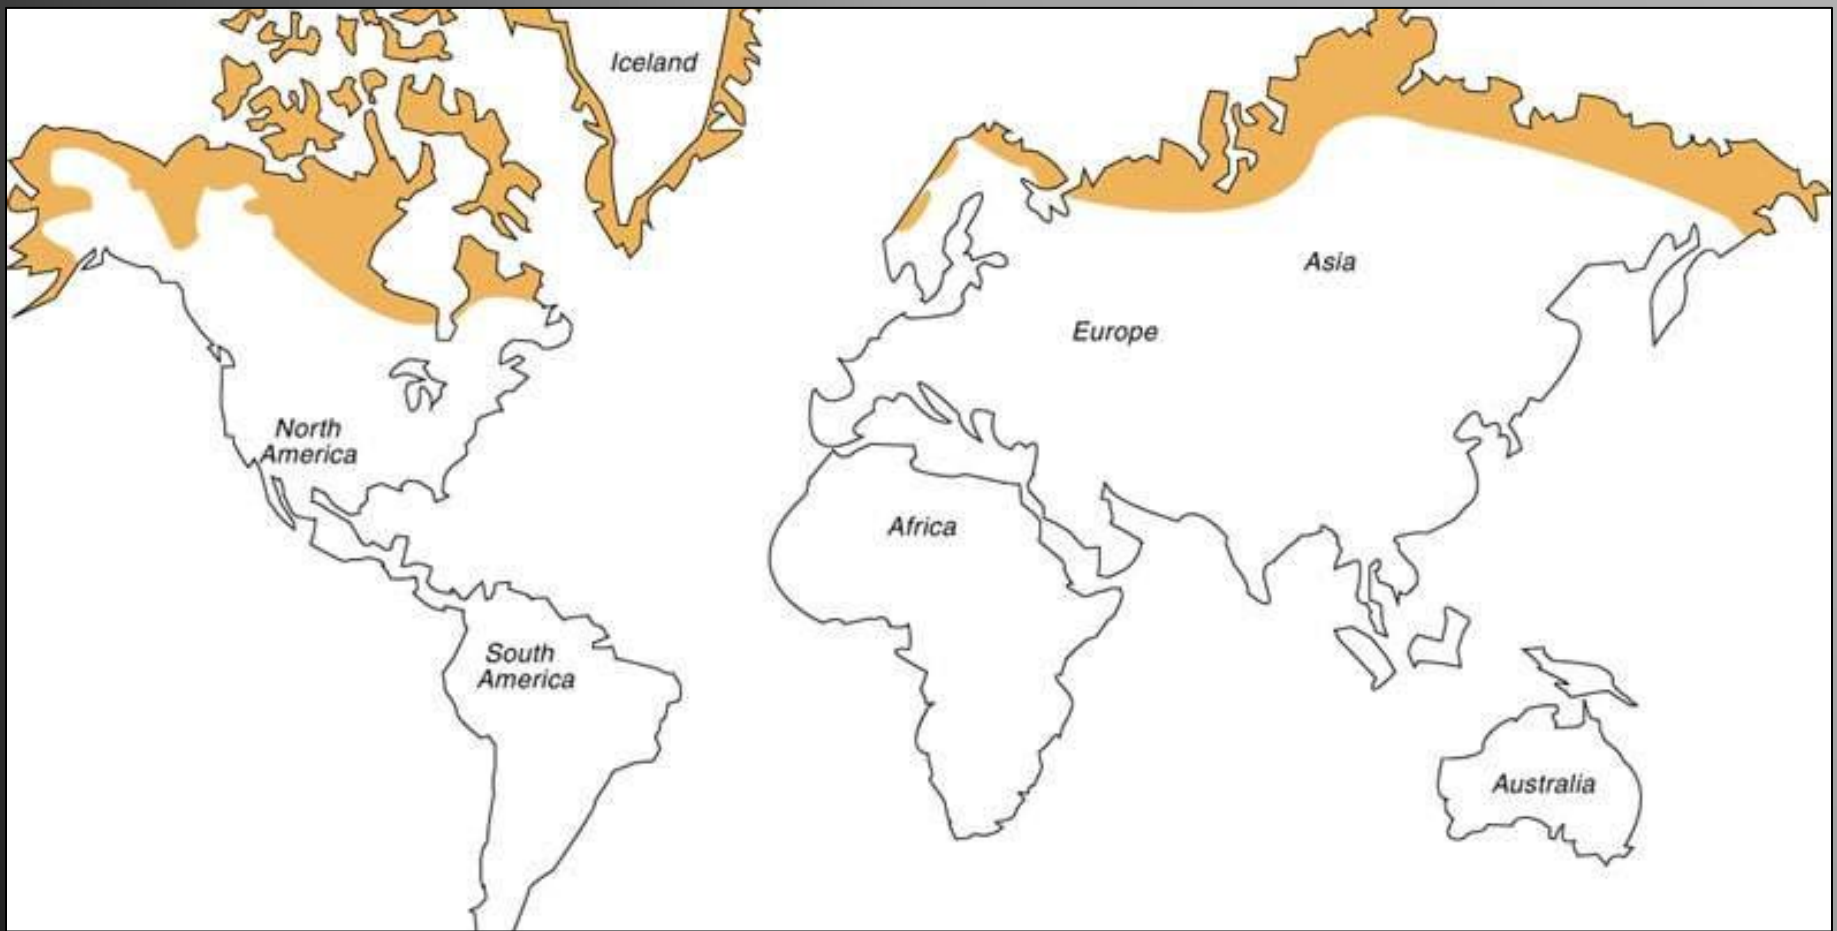 Iceland
Asia
Europe
North
America
Africa
South
America
Australia